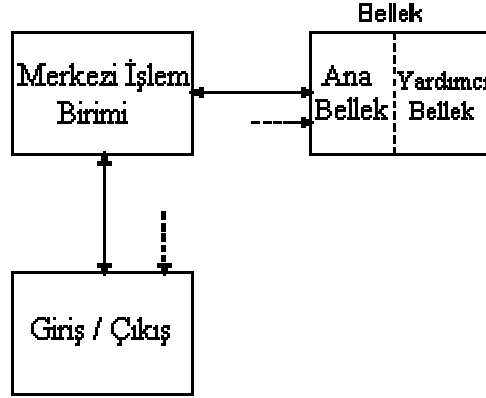 Bellek
Merkezi İşlem
Birimi
Ana
Bellek
Yardımcı
Bellek
Giriş / Çıkış